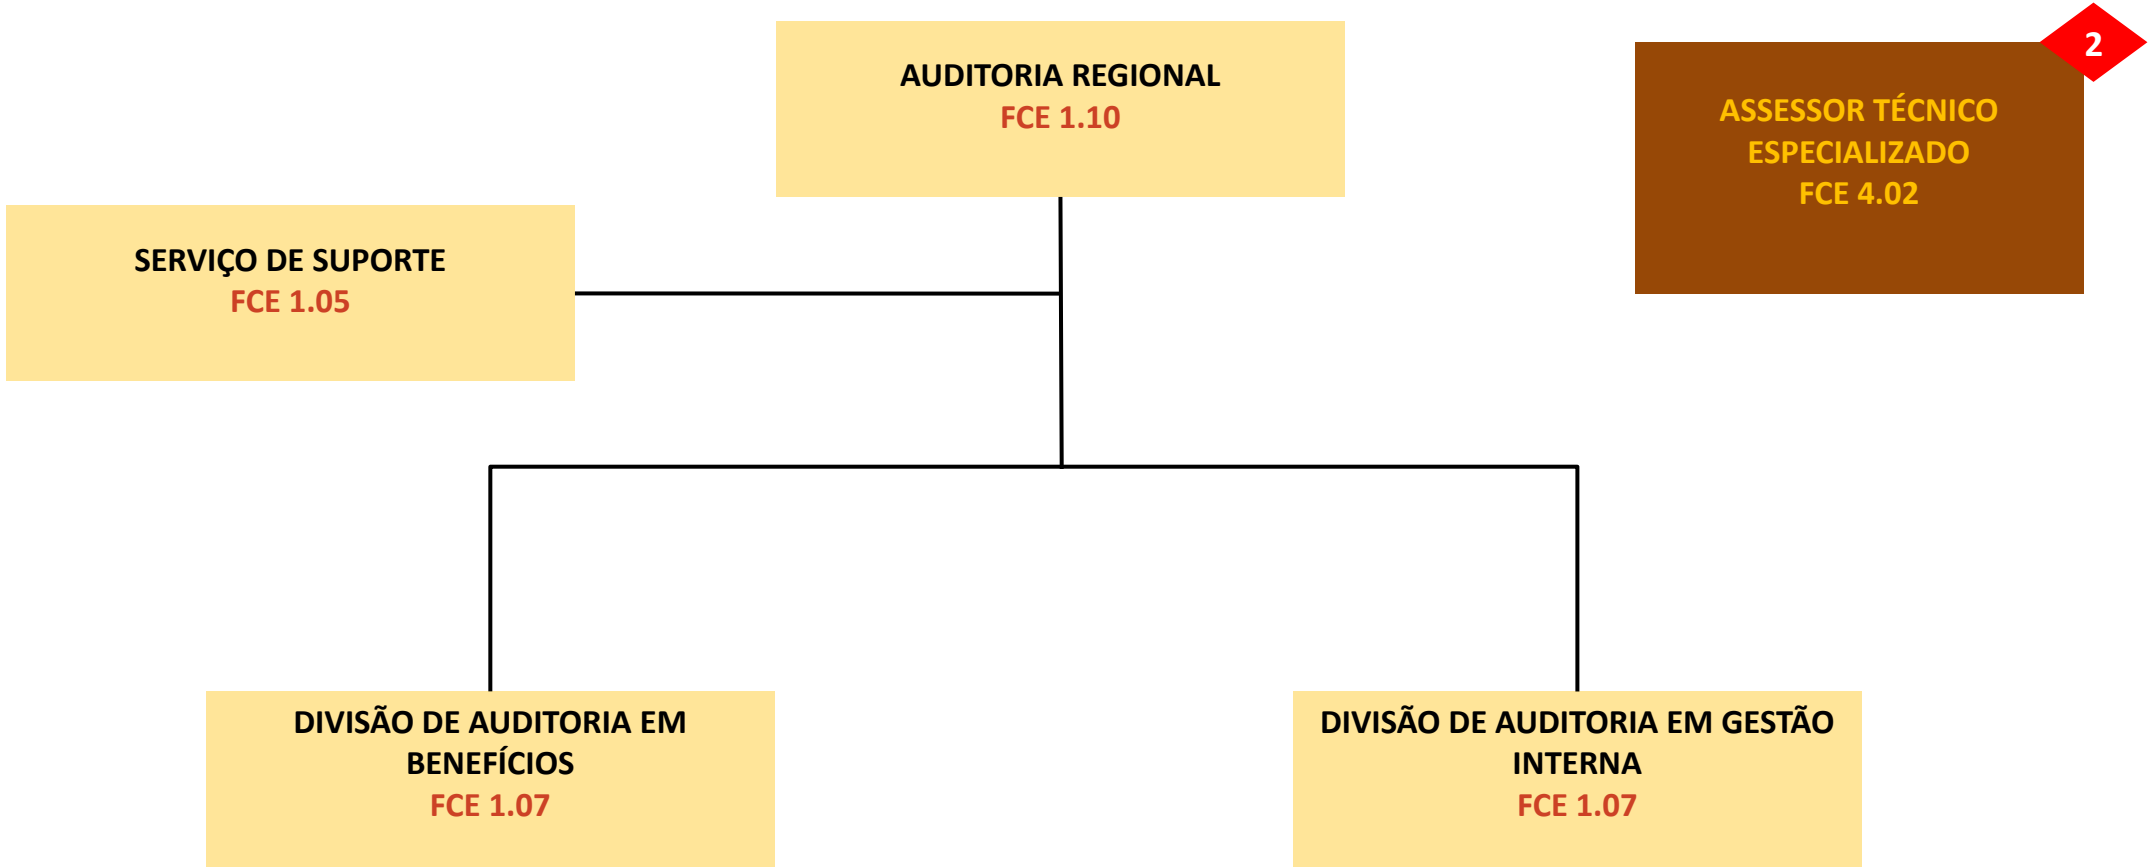 AUDITORIA REGIONAL
FCE 1.10
2
ASSESSOR TÉCNICO
ESPECIALIZADO
FCE 4.02
SERVIÇO DE SUPORTE
FCE 1.05
DIVISÃO DE AUDITORIA EM
BENEFÍCIOS
FCE 1.07
DIVISÃO DE AUDITORIA EM GESTÃO
INTERNA
FCE 1.07